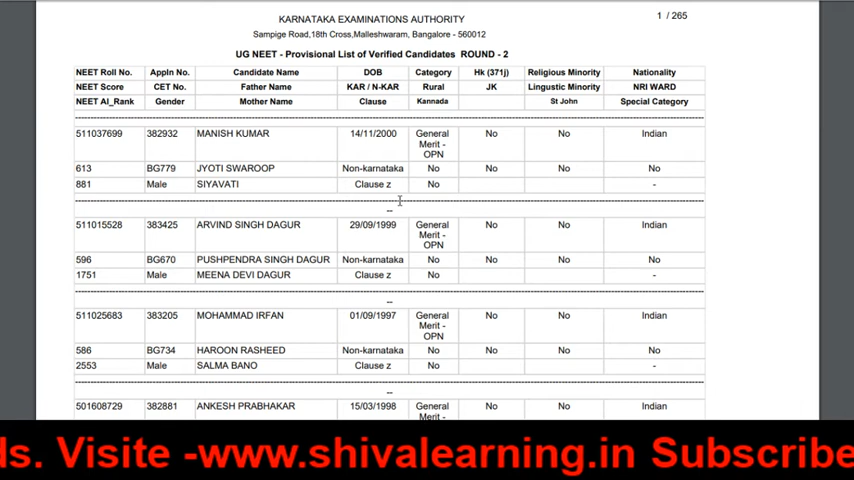 KARNATAKA EXAMINATIONS AUTHORITY
1 / 265
Sampige Road,18th Cross,Malleshwaram, Bangalore - 560012
UG NEET - Provisional List of Verified Candidates ROUND - 2
NEET Roll No. Appln No. Candidate Name DOB Category Hk (371j) Religious Minority Nationality
NEET Score CET No. Father Name KAR / N-KAR Rural JK Lingustic Minority NRI WARD
NEET AI_Rank Gender Mother Name Clause Kannada St John Special Category
511037699 382932 MANISH KUMAR 14/11/2000 General Merit - OPN No No Indian
613 BG779 JYOTI SWAROOP Non-karnataka No No No No
881 Male SIYAVATI Clause z No -
--
511015528 383425 ARVIND SINGH DAGUR 29/09/1999 General Merit - OPN No No Indian
596 BG670 PUSHPENDRA SINGH DAGUR Non-karnataka No No No No
1751 Male MEENA DEVI DAGUR Clause z No -
--
511025683 383205 MOHAMMAD IRFAN 01/09/1997 General Merit - OPN No No Indian
586 BG734 HAROON RASHEED Non-karnataka No No No No
2553 Male SALMA BANO Clause z No -
--
501608729 382881 ANKESH PRABHAKAR 15/03/1998 General Merit - No No Indian
ds. Visite -www.shivalearning.in Subscribe